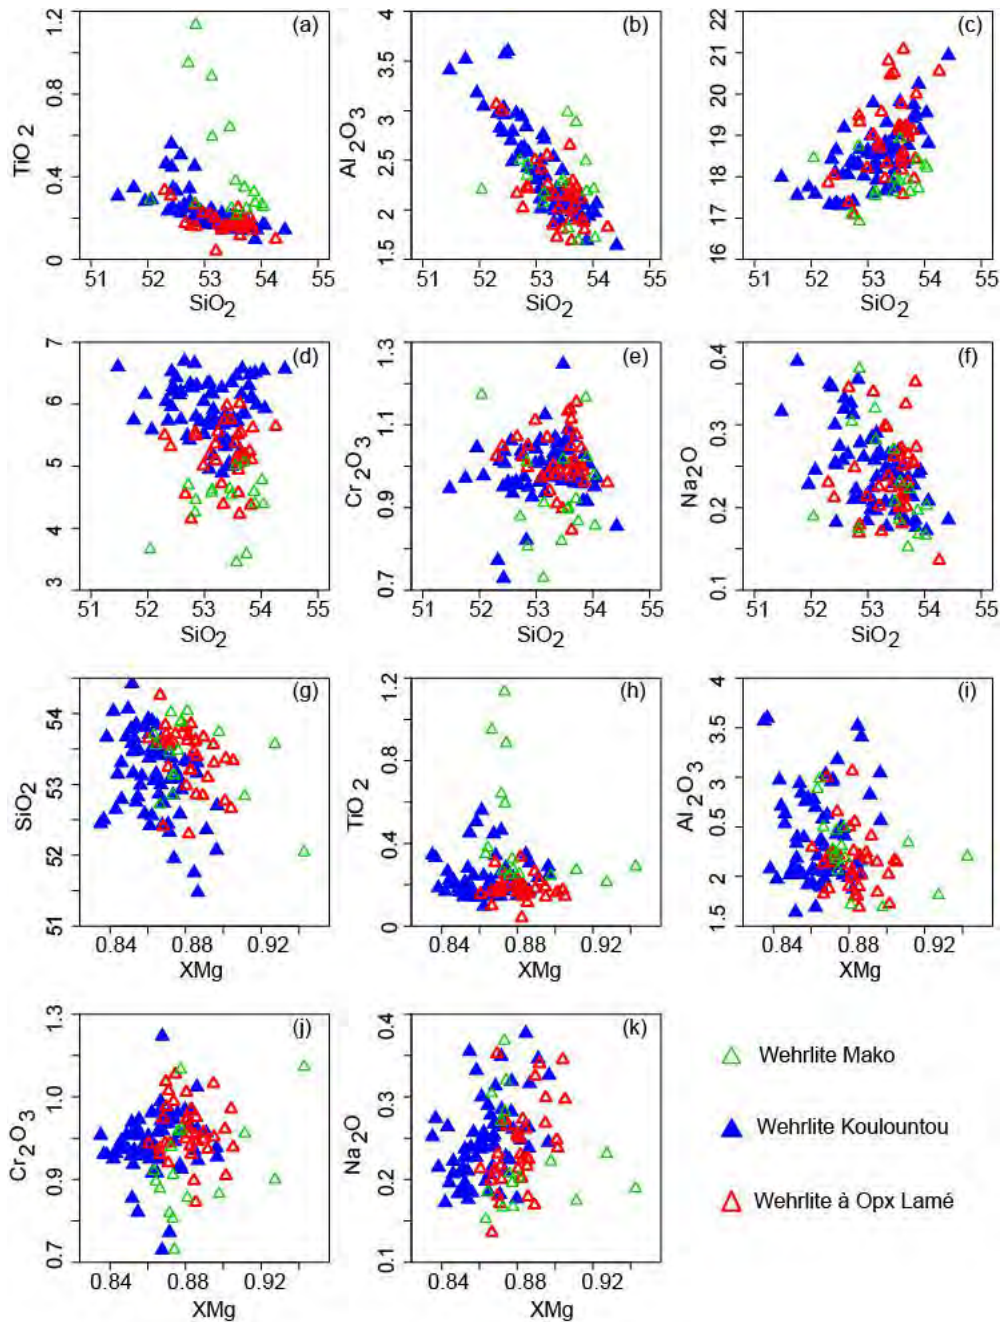 (a) (b) (c)
1.2 4 22
3.5 21
0.8 3 20
TiO2 Al2O3 19
0.4 2.5 18
2 17
0 1.5 16
51 52 53 54 55 51 52 53 54 55 51 52 53 54 55
SiO2 SiO2 SiO2
(d) (e) (f)
7 1.3 0.4
6 1.1 0.3
5 Cr2O3 Na2O
4 0.9 0.2
3 0.7 0.1
51 52 53 54 55 51 52 53 54 55 51 52 53 54 55
SiO2 SiO2 SiO2
(g) (h) (i)
54 1.2 4
53 0.8 3.5
SiO2 TiO2 Al2O3 b.5
52 0.4 2
51 0 1.5
0.84 0.88 0.92 0.84 0.88 0.92 0.84 0.88 0.92
XMg XMg XMg
(j) (k)
1.3 0.4
1.0 0.3
Cr2O3 Na2O
0.9 0.2
0.7 0.1
0.84 0.88 0.92 0.84 0.88 0.92
XMg XMg
Wehrlite Mako
Wehrlite Kouloun​tou
Wehrlite à Opx Lamé